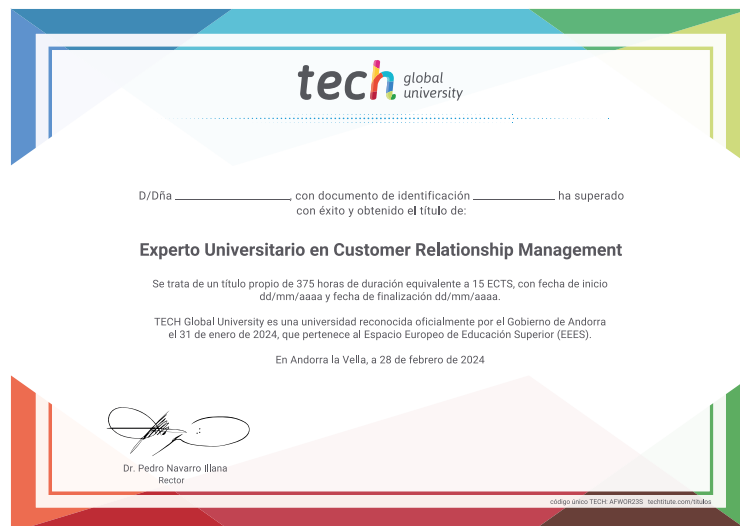 tech global university
D/Dña ____________, con documento de identificación ____________ ha superado
con éxito y obtenido el título de:
Experto Universitario en Customer Relationship Management
Se trata de un título propio de 375 horas de duración equivalente a 15 ECTS, con fecha de inicio
dd/mm/aaaa y fecha de finalización dd/mm/aaaa.
TECH Global University es una universidad reconocida oficialmente por el Gobierno de Andorra
el 31 de enero de 2024, que pertenece al Espacio Europeo de Educación Superior (EEES).
En Andorra la Vella, a 28 de febrero de 2024
Dr. Pedro Navarro Illana
Rector
código único TECH: AFWOR23S techtitute.com/titulos